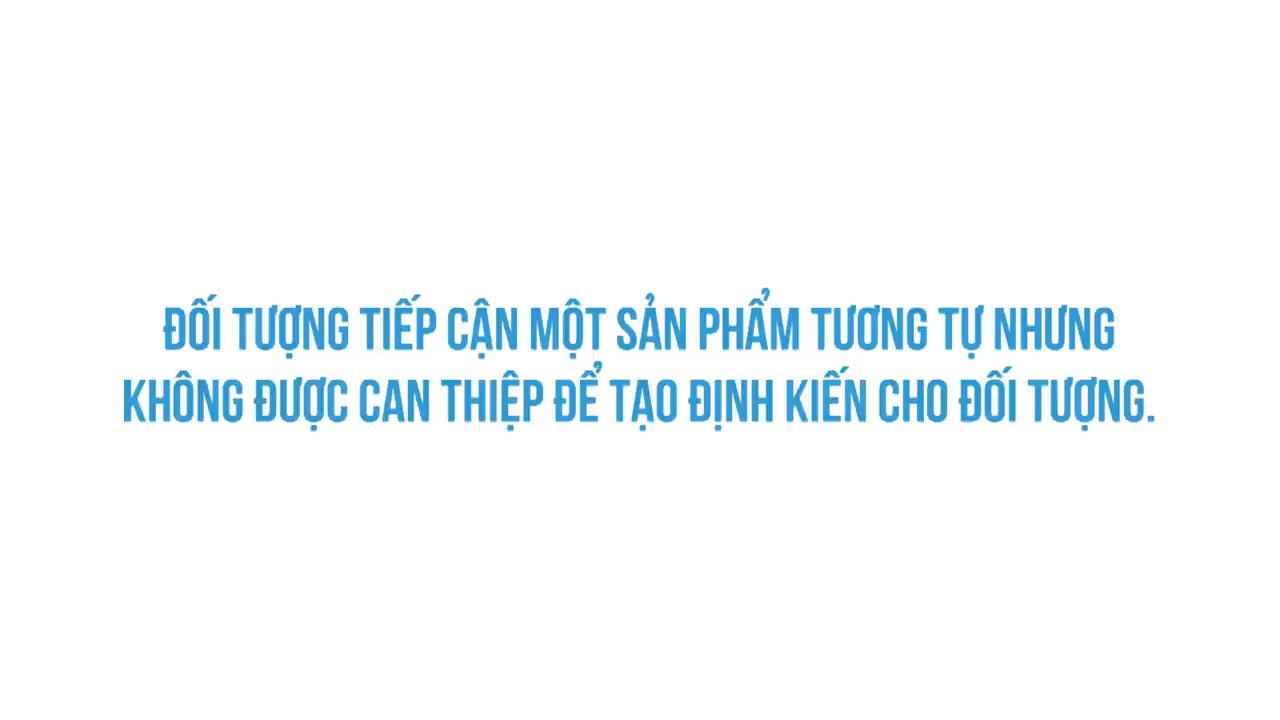 ĐỐI TƯỢNG TIẾP CẬN MỘT SẢN PHẨM TƯƠNG TỰ NHƯNG
KHÔNG ĐƯỢC CAN THIỆP ĐỂ TẠO ĐỊNH KIẾN CHO ĐỐI TƯỢNG.